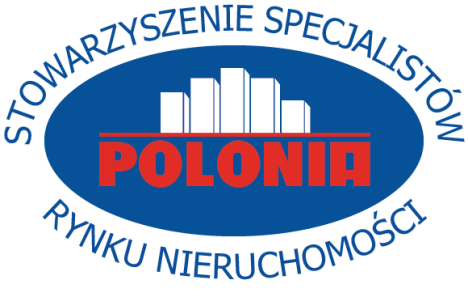 STOWARZYSZENIE SPECJALISTÓW
POLONIA
RYNKU NIERUCHOMOŚCI